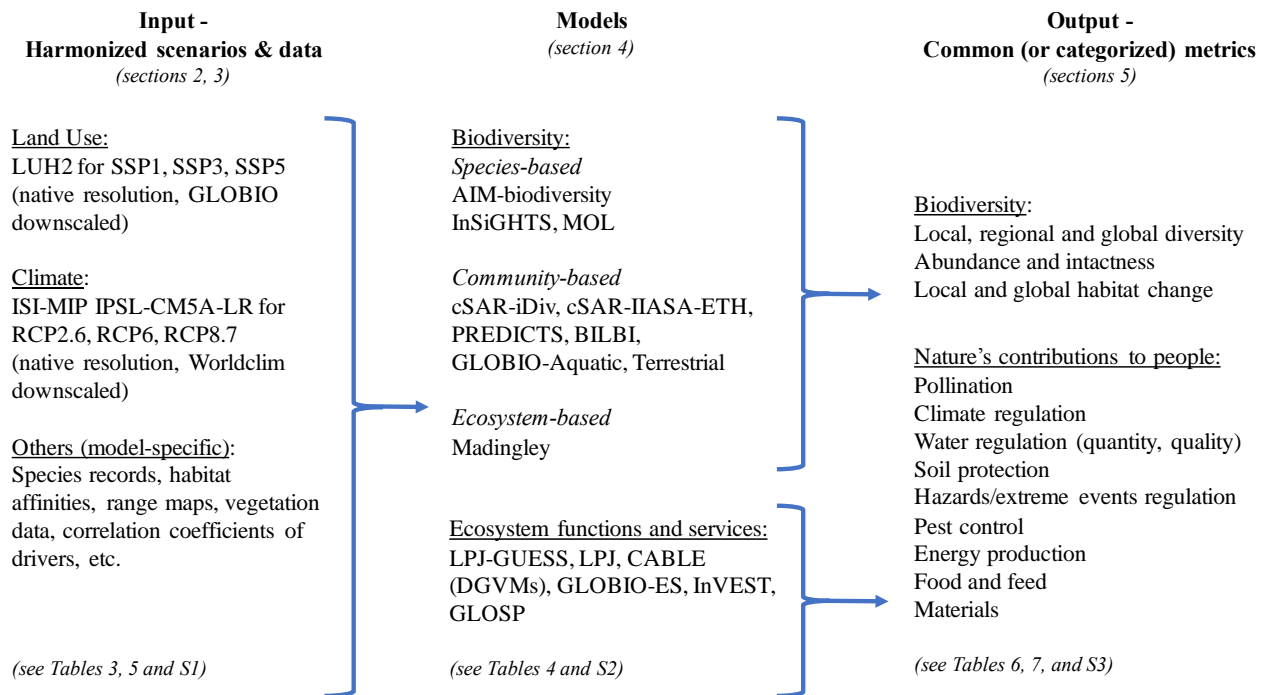 Input -
Harmonized scenarios & data
(sections 2, 3)
Land Use:
LUH2 for SSP1, SSP3, SSP5
(native resolution, GLOBIO
downscaled)
Climate:
ISI-MIP IPSL-CM5A-LR for
RCP2.6, RCP6, RCP8.7
(native resolution, Worldclim
downscaled)
Others (model-specific):
Species records, habitat
affinities, range maps, vegetation
data, correlation coefficients of
drivers, etc.
(see Tables 3, 5 and S1)
Models
(section 4)
Biodiversity:
Species-based
AIM-biodiversity
InSiGHTS, MOL
Community-based
cSAR-iDiv, cSAR-IIASA-ETH,
PREDICTS, BILBI,
GLOBIO-Aquatic, Terrestrial
Ecosystem-based
Madingley
Ecosystem functions and services:
LPJ-GUESS, LPJ, CABLE
(DGVMs), GLOBIO-ES, InVEST,
GLOSP
(see Tables 4 and S2)
Output -
Common (or categorized) metrics
(sections 5)
Biodiversity:
Local, regional and global diversity
Abundance and intactness
Local and global habitat change
Nature’s contributions to people:
Pollination
Climate regulation
Water regulation (quantity, quality)
Soil protection
Hazards/extreme events regulation
Pest control
Energy production
Food and feed
Materials
(see Tables 6, 7, and S3)